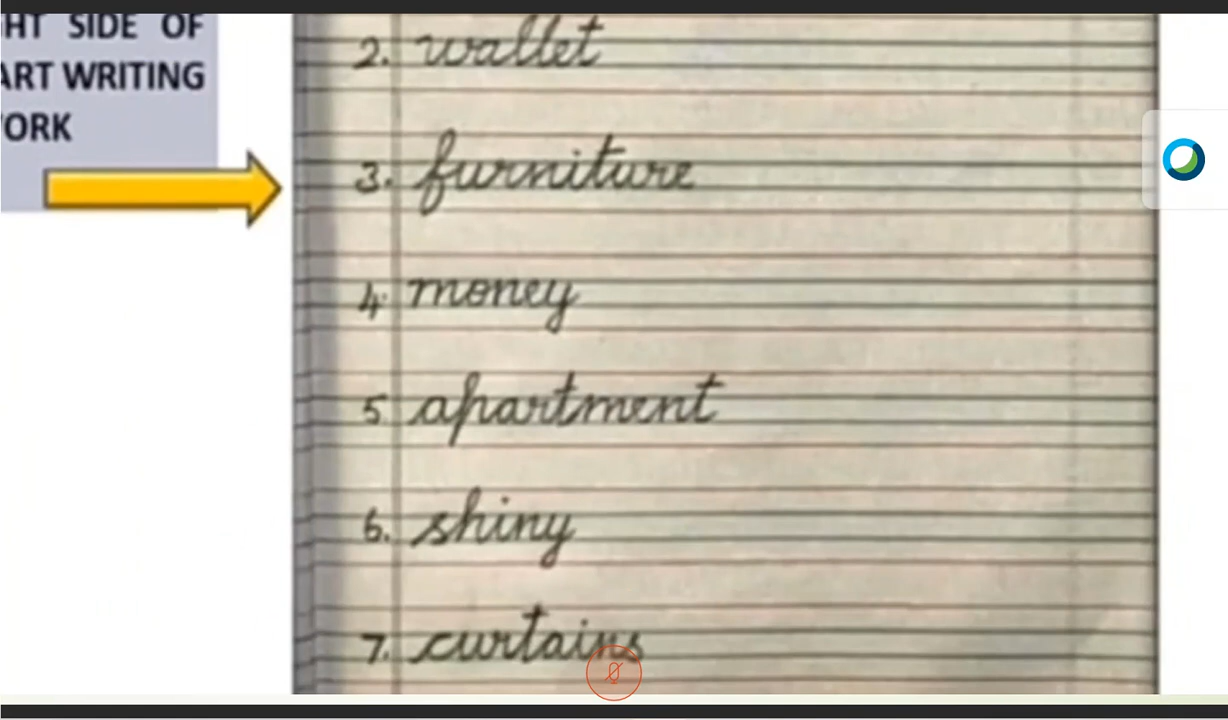 HT SIDE OF
ART WRITING
ORK
2. wallet
3. furniture
4. money
5. apartment
6. shiny
7. curtains